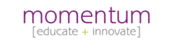 momentum
[educate + innovate]